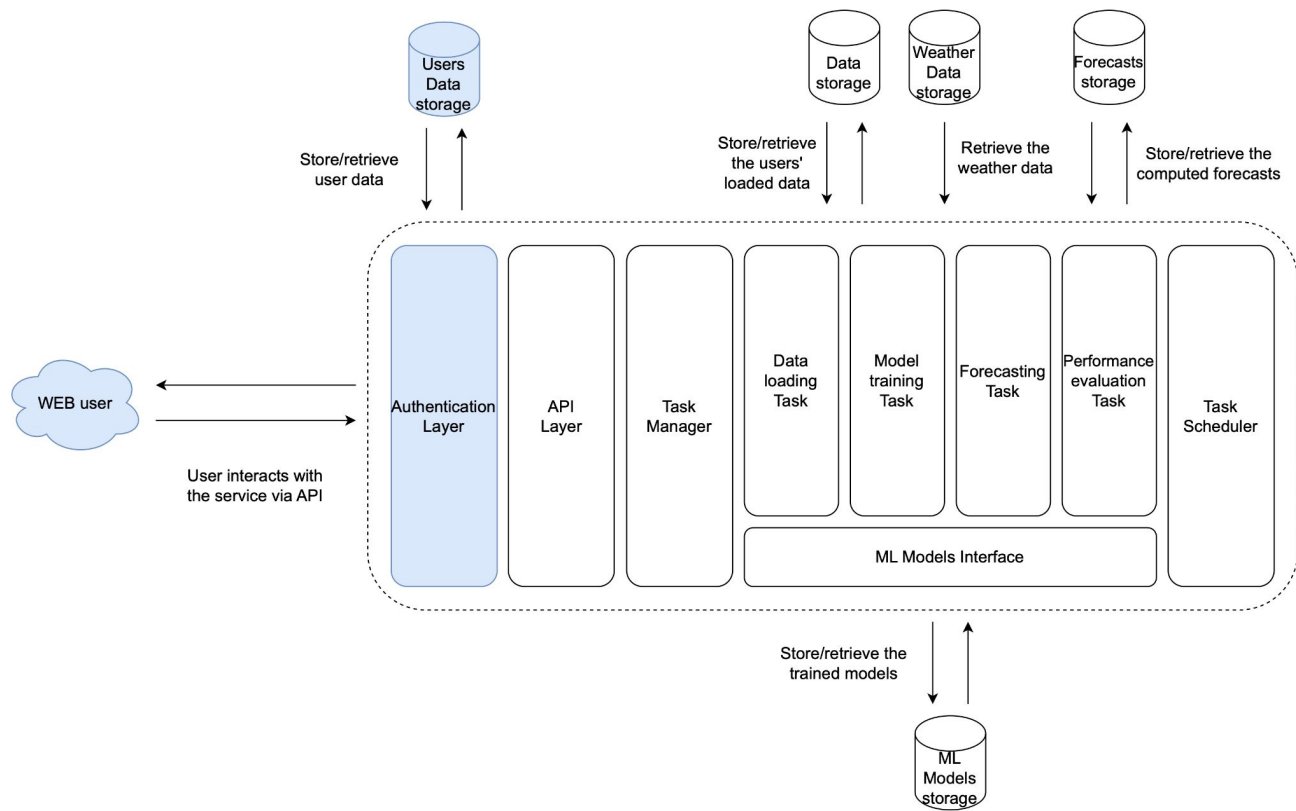 Users
Data
storage
Data
storage
Weather
Data
storage
Forecasts
storage
Store/retrieve
user data
Store/retrieve
the users'
loaded data
Retrieve the
weather data
Store/retrieve the
computed forecasts
WEB user
User interacts with
the service via API
Authentication
Layer
API
Layer
Task
Manager
Data
loading
Task
Model
training
Task
Forecasting
Task
Performance
evaluation
Task
Task
Scheduler
ML Models Interface
Store/retrieve the
trained models
ML
Models
storage